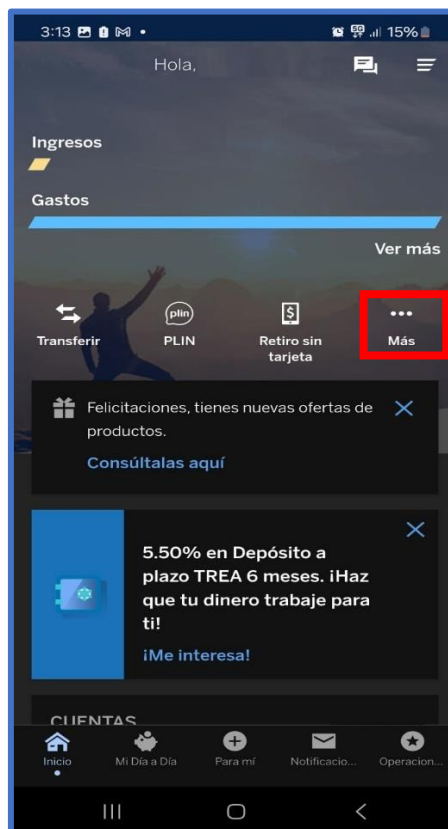 3:13
5G
15%
Hola,
Ingresos
Gastos
Ver más
Transferir
plin
PLIN
$
Retiro sin
tarjeta
Más
Felicitaciones, tienes nuevas ofertas de
productos.
Consúltalas aquí
5.50% en Depósito a
plazo TREA 6 meses. ¡Haz
que tu dinero trabaje para
ti!
¡Me interesa!
CUENTAS
Inicio
Mi Día a Día
Para mí
Notificacio...
Operacion...